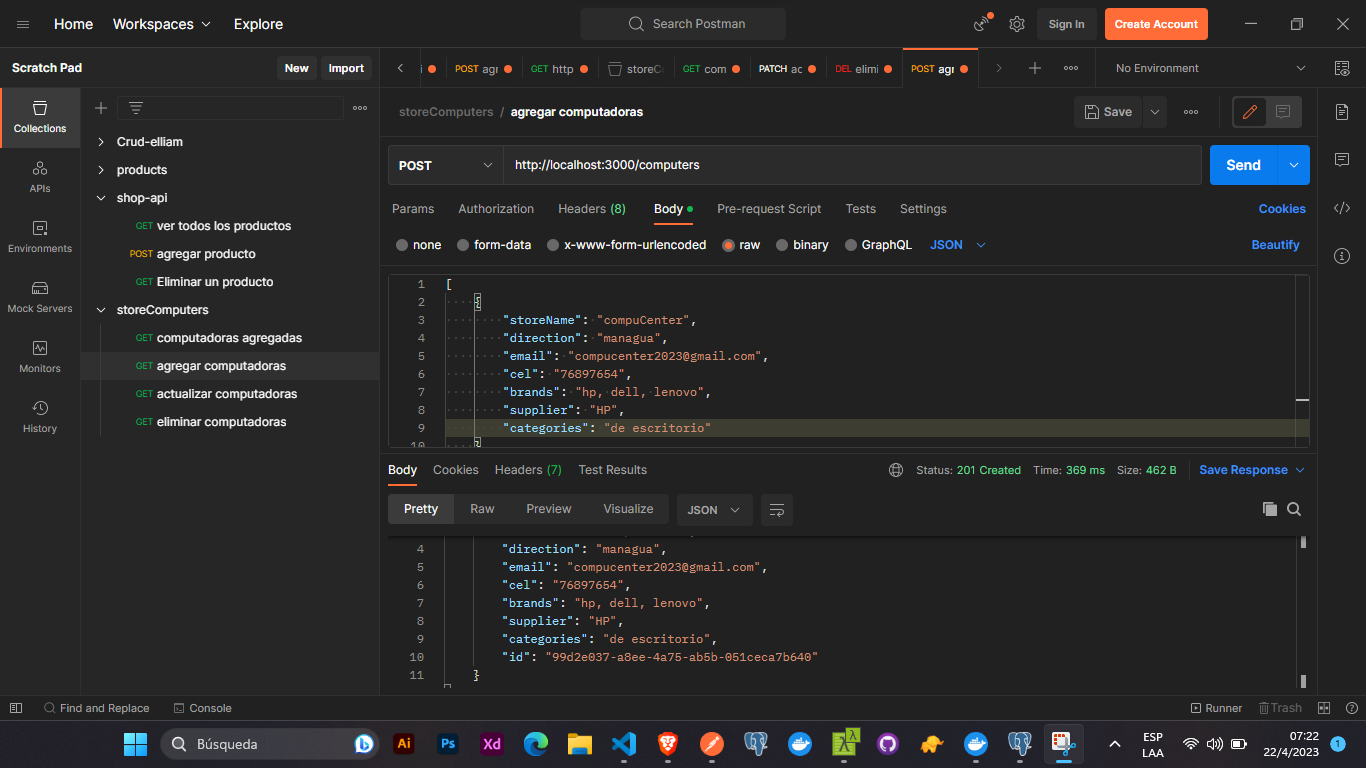 Home Workspaces Explore Search Postman Sign In Create Account
Scratch Pad New Import
POST agr GET http storeC GET com PATCH ac DEL elimi POST agr No Environment
Collections
APIs
Environments
Mock Servers
Monitors
History
Crud-elliam
products
shop-api
GET ver todos los productos
POST agregar producto
GET Eliminar un producto
storeComputers
GET computadoras agregadas
GET agregar computadoras
GET actualizar computadoras
GET eliminar computadoras
storeComputers / agregar computadoras Save
POST http://localhost:3000/computers Send
Params Authorization Headers (8) Body Pre-request Script Tests Settings Cookies
none form-data x-www-form-urlencoded raw binary GraphQL JSON Beautify
1 [
2 {
3 "storeName": "compuCenter",
4 "direction": "managua",
5 "email": "compucenter2023@gmail.com",
6 "cel": "76897654",
7 "brands": "hp, dell, lenovo",
8 "supplier": "HP",
9 "categories": "de escritorio"
10 }
Body Cookies Headers (7) Test Results Status: 201 Created Time: 369 ms Size: 462 B Save Response
Pretty Raw Preview Visualize JSON
4 "direction": "managua",
5 "email": "compucenter2023@gmail.com",
6 "cel": "76897654",
7 "brands": "hp, dell, lenovo",
8 "supplier": "HP",
9 "categories": "de escritorio",
10 "id": "99d2e037-a8ee-4a75-ab5b-051ceca7b640"
11 }
Find and Replace Console Runner Trash
Búsqueda Ai Ps Xd
ESP
LAA
07:22
22/4/2023
1